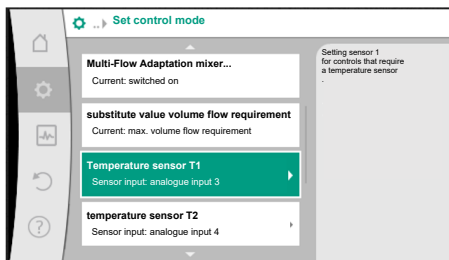 Set control mode
Multi-Flow Adaptation mixer...
Current: switched on
substitute value volume flow requirement
Current: max. volume flow requirement
Temperature sensor T1
Sensor input: analogue input 3
temperature sensor T2
Sensor input: analogue input 4
Setting sensor 1
for controls that require
a temperature sensor
.